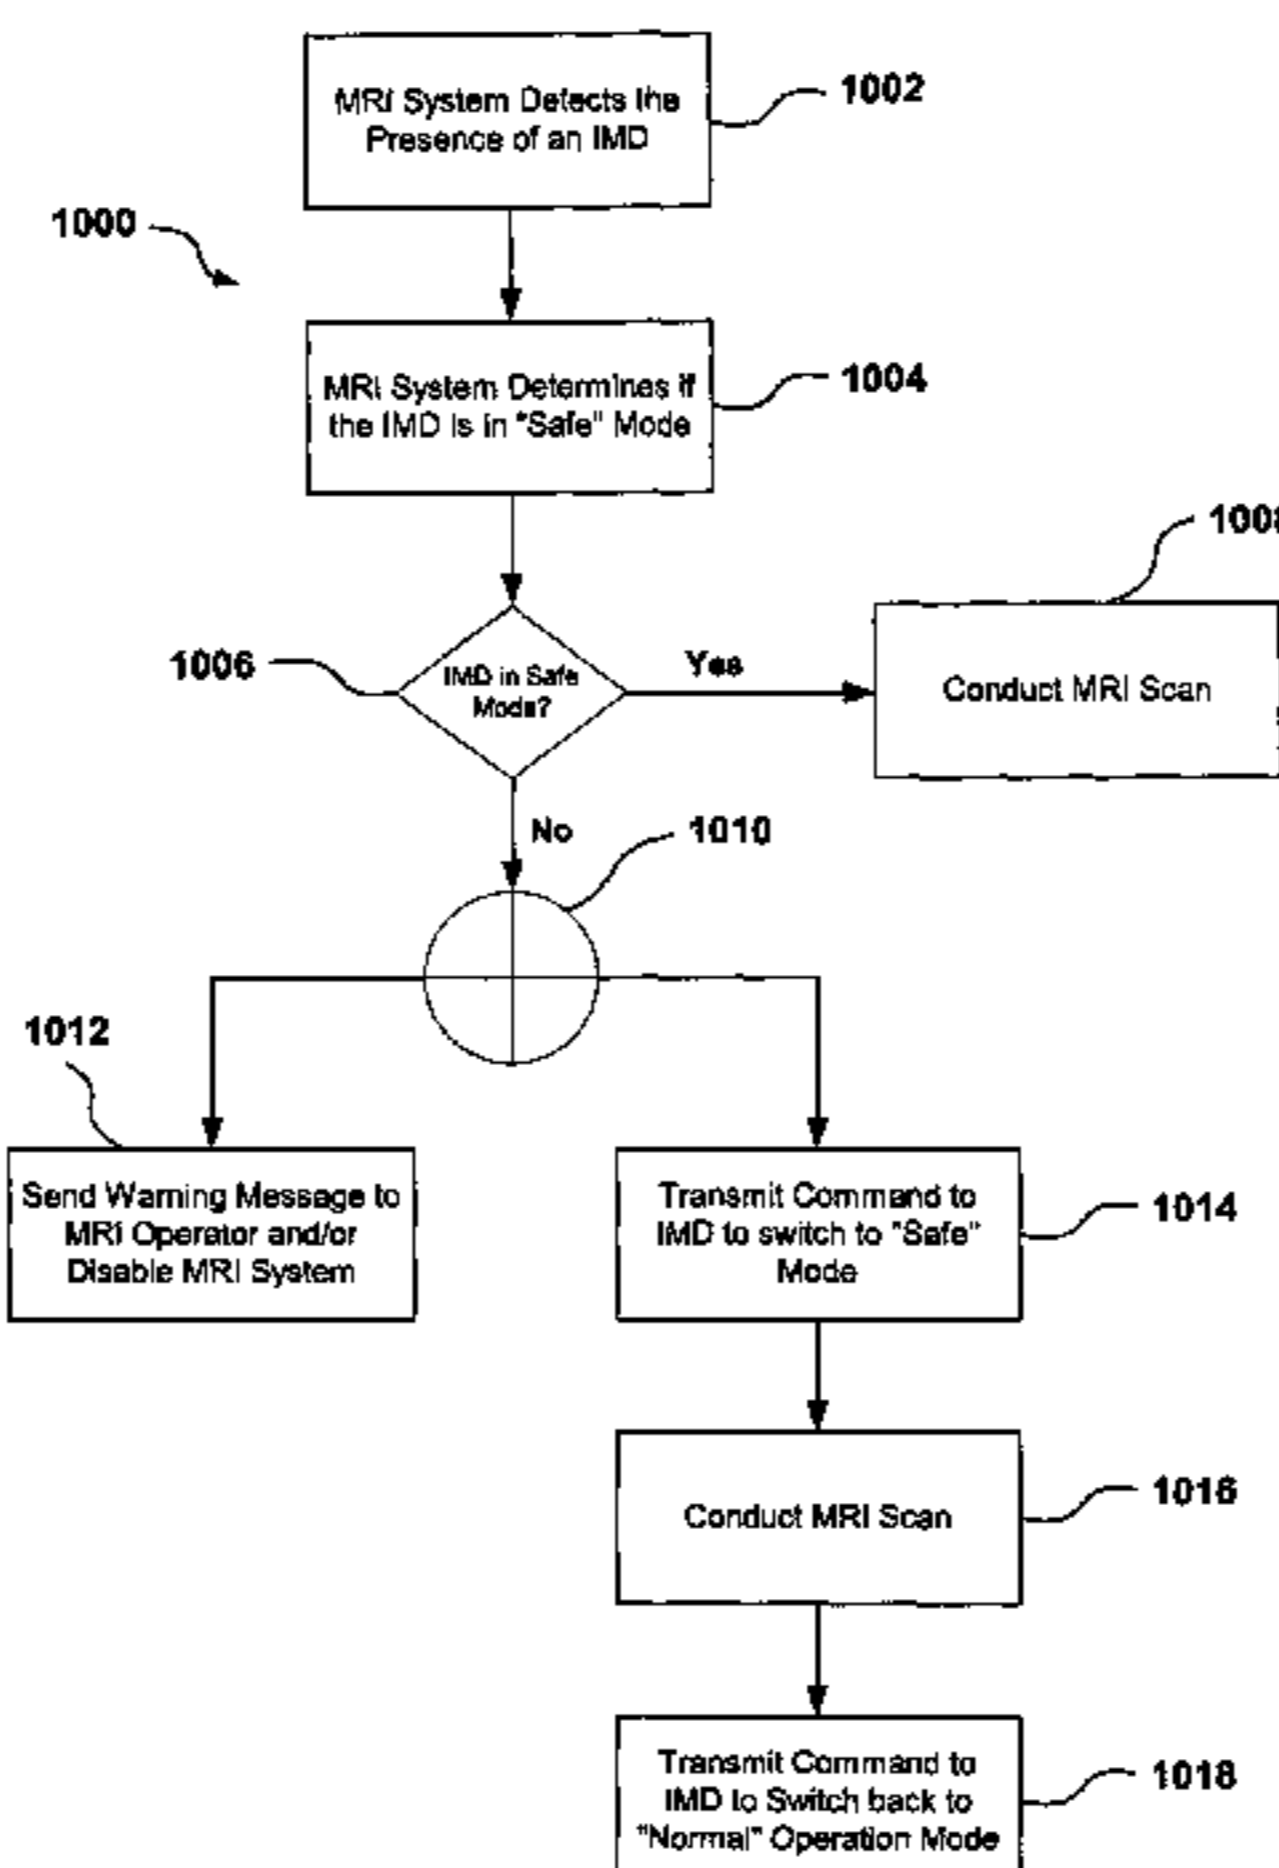 MRI System Detects the
Presence of an IMD
1002
1000
MRI System Determines if
the IMD is in "Safe" Mode
1004
1006
IMD in Safe
Mode?
Yes
1008
Conduct MRI Scan
No
1010
1012
Send Warning Message to
MRI Operator and/or
Disable MRI System
Transmit Command to
IMD to switch to "Safe"
Mode
1014
Conduct MRI Scan
1016
Transmit Command to
IMD to Switch back to
"Normal" Operation Mode
1018